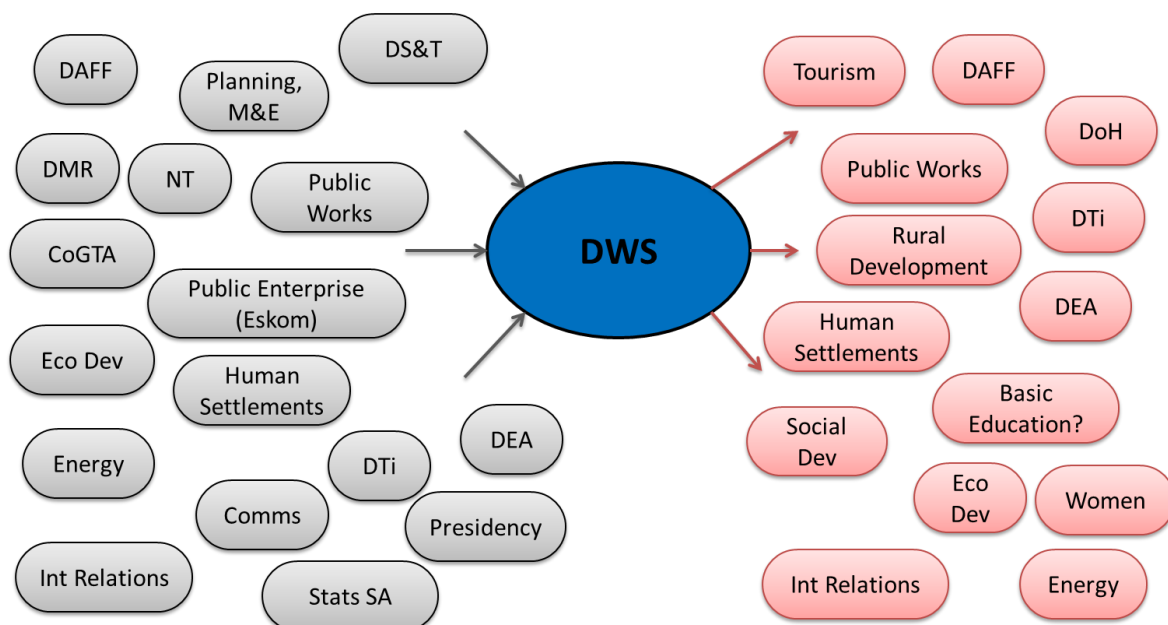 DS&T
DAFF
Planning,
M&E
DMR
NT
Public
Works
CoGTA
Public Enterprise
(Eskom)
Eco Dev
Human
Settlements
Energy
DTi
DEA
Comms
Presidency
Int Relations
Stats SA
DWS
Tourism
DAFF
DoH
Public Works
DTi
Rural
Development
DEA
Human
Settlements
Basic
Education?
Social
Dev
Eco
Dev
Women
Int Relations
Energy